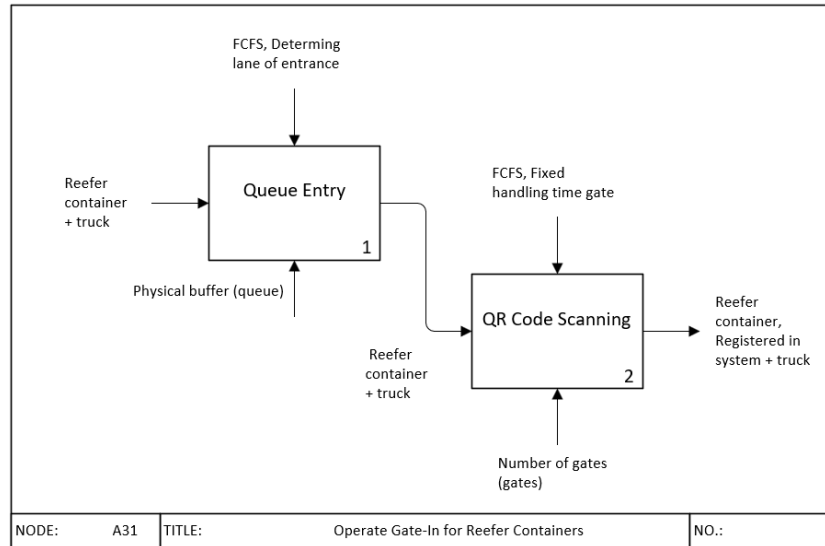 FCFS, Determing
lane of entrance
Queue Entry
1
Reefer
container
+ truck
Physical buffer (queue)
FCFS, Fixed
handling time gate
QR Code Scanning
2
Reefer
container
+ truck
Reefer
container,
Registered in
system + truck
Number of gates
(gates)
NODE: A31 TITLE: Operate Gate-In for Reefer Containers NO.: